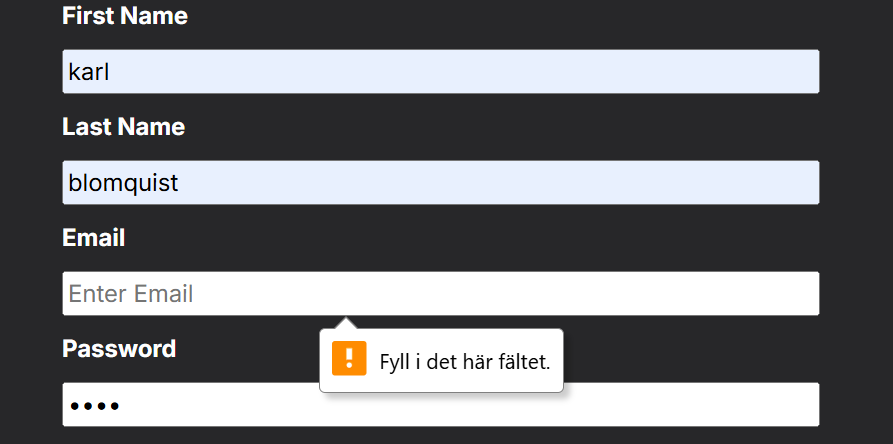 First Name
karl
Last Name
blomquist
Email
Enter Email
Password
Fyll i det här fältet.
••••